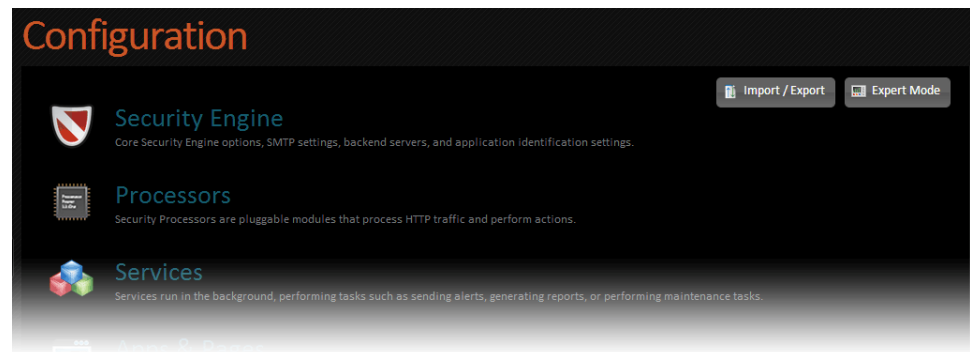 Configuration
Import / Export
Expert Mode
Security Engine
Core Security Engine options, SMTP settings, backend servers, and application identification settings.
Processors
Security Processors are pluggable modules that process HTTP traffic and perform actions.
Services
Services run in the background, performing tasks such as sending alerts, generating reports, or performing maintenance tasks.
Apps & Pages